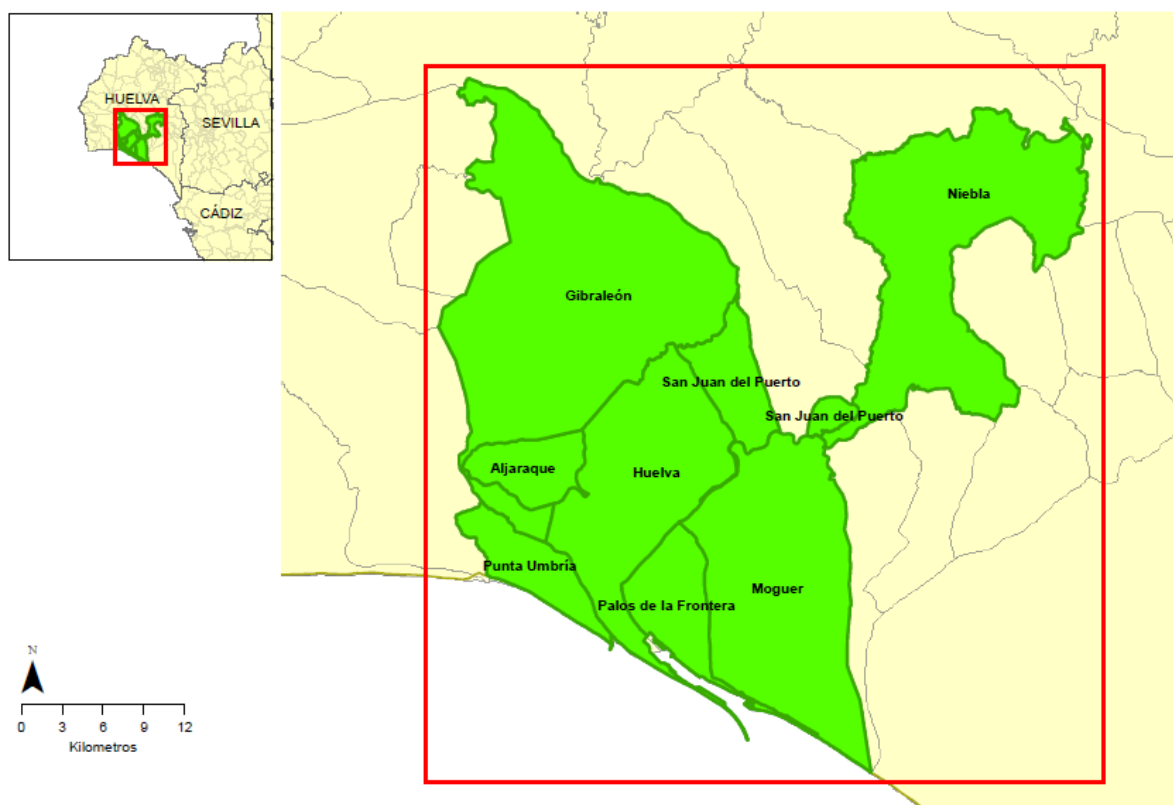 HUELVA
SEVILLA
CÁDIZ
Niebla
Gibraleón
San Juan del Puerto
San Juan del Puerto
Aljaraque
Huelva
Punta Umbría
Moguer
Palos de la Frontera
N
0 3 6 9 12
Kilometros